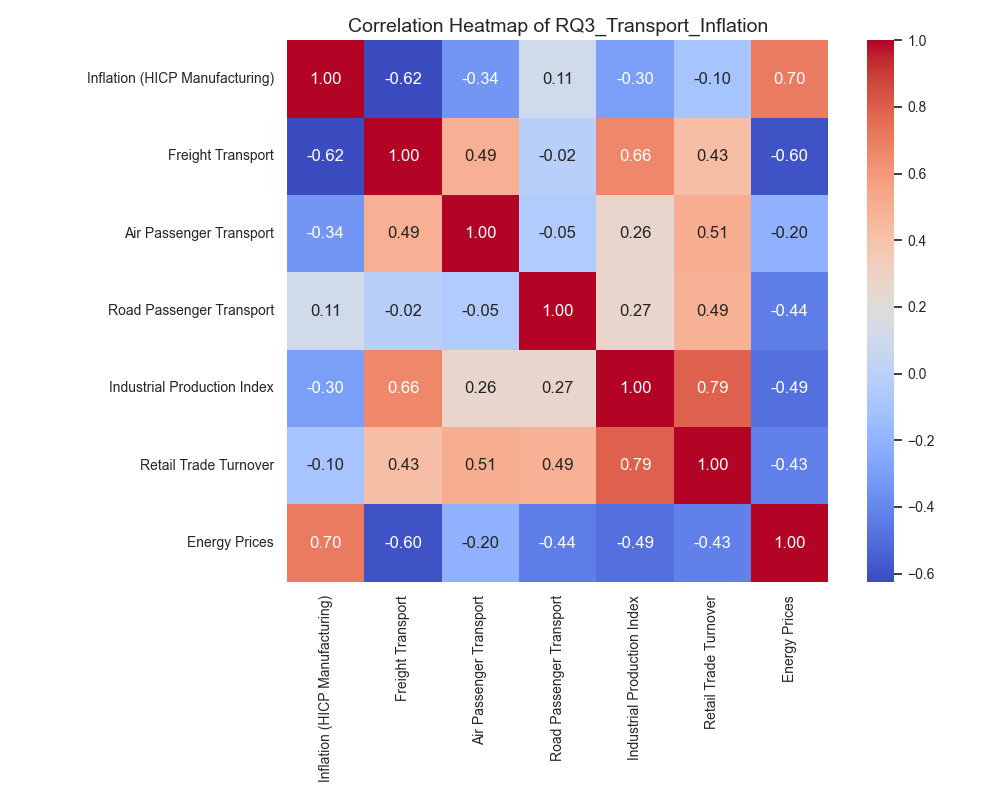 Correlation Heatmap of RQ3_Transport_Inflation
Inflation (HICP Manufacturing) 1.00 -0.62 -0.34 0.11 -0.30 -0.10 0.70
Freight Transport -0.62 1.00 0.49 -0.02 0.66 0.43 -0.60
Air Passenger Transport -0.34 0.49 1.00 -0.05 0.26 0.51 -0.20
Road Passenger Transport 0.11 -0.02 -0.05 1.00 0.27 0.49 -0.44
Industrial Production Index -0.30 0.66 0.26 0.27 1.00 0.79 -0.49
Retail Trade Turnover -0.10 0.43 0.51 0.49 0.79 1.00 -0.43
Energy Prices 0.70 -0.60 -0.20 -0.44 -0.49 -0.43 1.00
Inflation (HICP Manufacturing)
Freight Transport
Air Passenger Transport
Road Passenger Transport
Industrial Production Index
Retail Trade Turnover
Energy Prices
1.0
0.8
0.6
0.4
0.2
0.0
−0.2
−0.4
−0.6